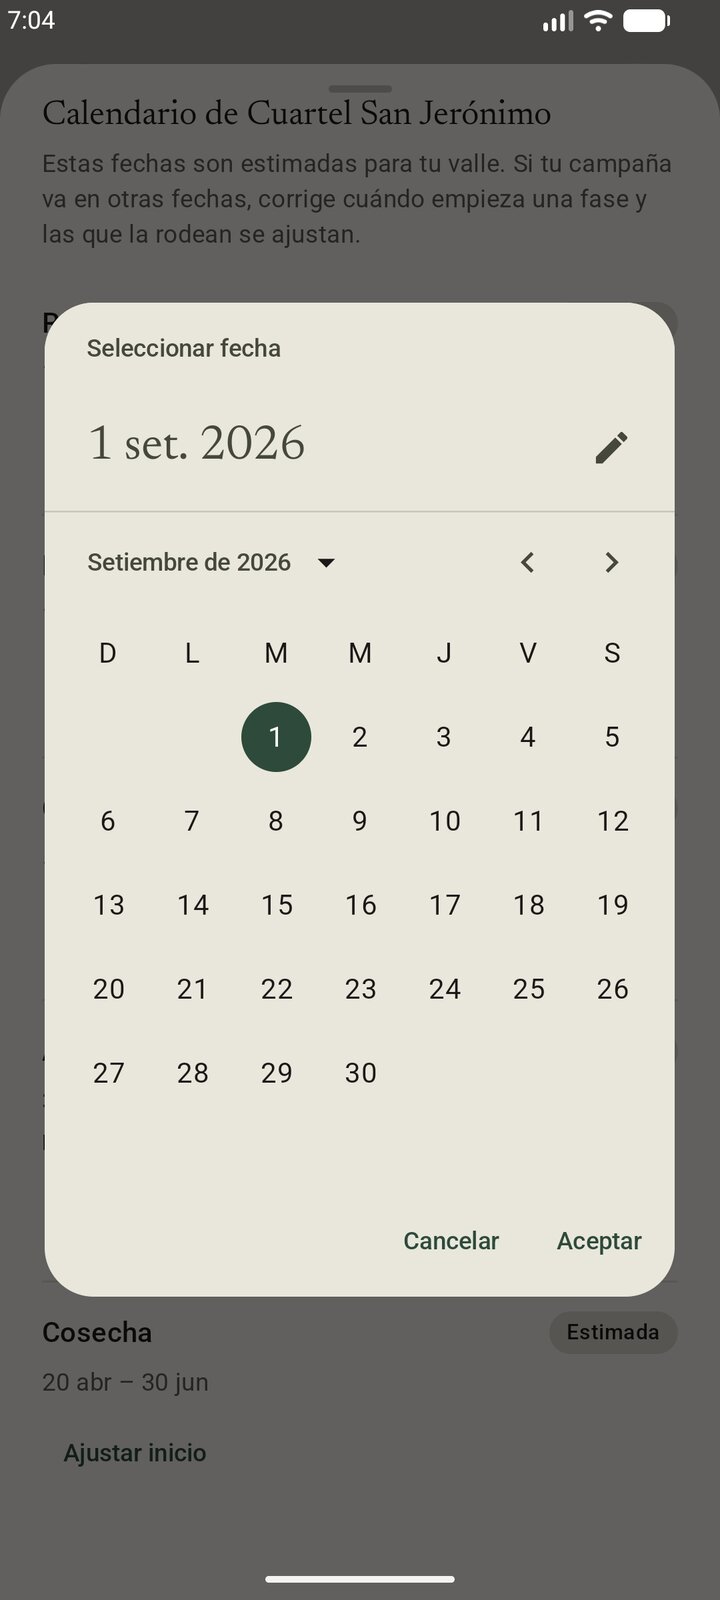 7:04
Calendario de Cuartel San Jerónimo
Estas fechas son estimadas para tu valle. Si tu campaña
va en otras fechas, corrige cuándo empieza una fase y
las que la rodean se ajustan.
Seleccionar fecha
1 set. 2026
Setiembre de 2026
D L M M J V S
1 2 3 4 5
6 7 8 9 10 11 12
13 14 15 16 17 18 19
20 21 22 23 24 25 26
27 28 29 30
Cancelar Aceptar
Cosecha Estimada
20 abr – 30 jun
Ajustar inicio